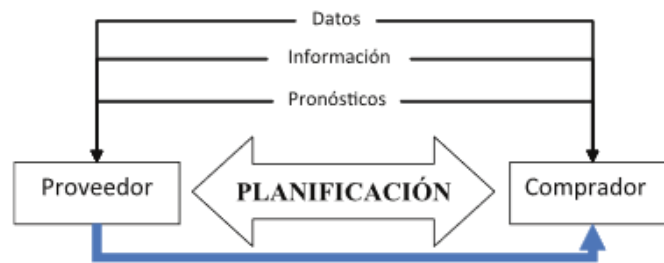 Datos
Información
Pronósticos
Proveedor
PLANIFICACIÓN
Comprador